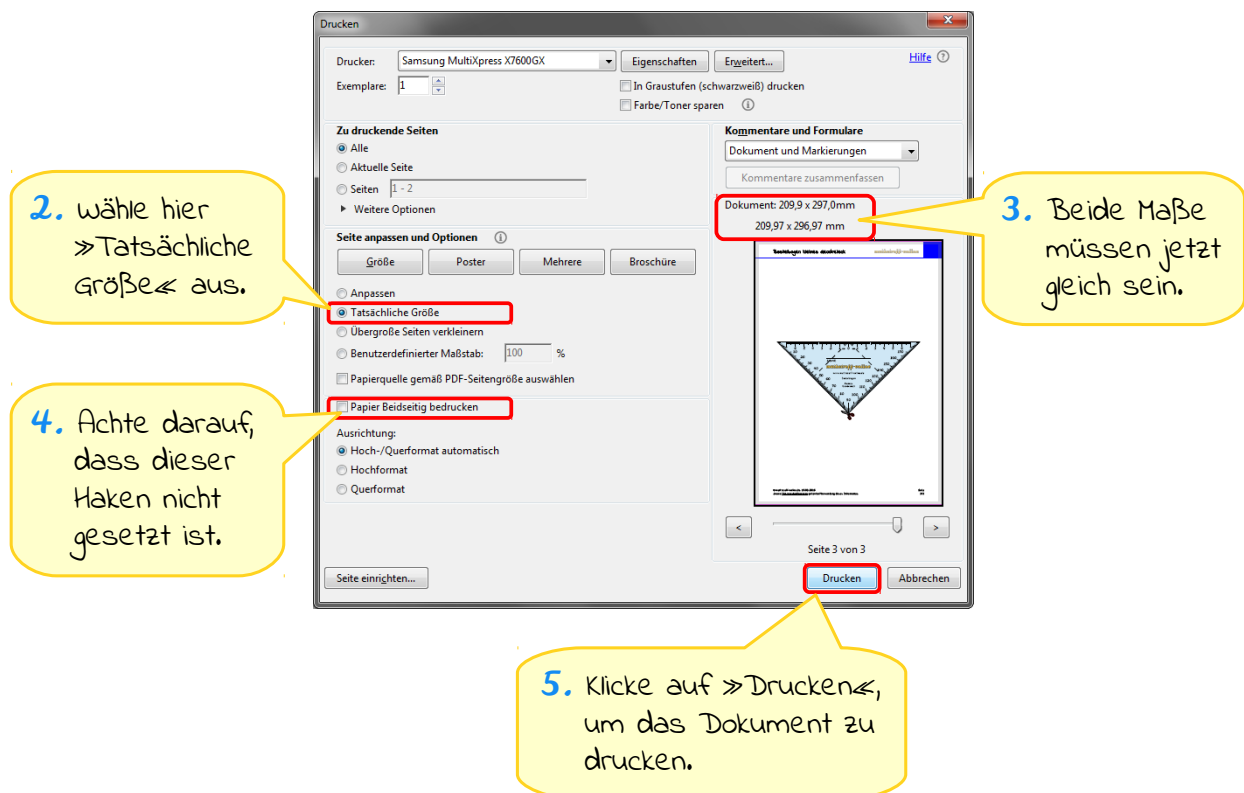 Drucken
Drucker: Samsung MultiXpress X7600GX Eigenschaften Erweitert... Hilfe
Exemplare: 1 In Graustufen (schwarzweiß) drucken
Farbe/Toner sparen
Zu druckende Seiten
Alle
Aktuelle Seite
Seiten 1 - 2
Weitere Optionen
Seite anpassen und Optionen
Größe Poster Mehrere Broschüre
Anpassen
Tatsächliche Größe
Übergroße Seiten verkleinern
Benutzerdefinierter Maßstab: 100 %
Papierquelle gemäß PDF-Seitengröße auswählen
Papier Beidseitig bedrucken
Ausrichtung:
Hoch-/Querformat automatisch
Hochformat
Querformat
Kommentare und Formulare
Dokument und Markierungen
Kommentare zusammenfassen
Dokument: 209,9 x 297,0mm
209,97 x 296,97 mm
< >
Seite 3 von 3
Seite einrichten... Drucken Abbrechen
2. Wähle hier
»Tatsächliche
Größe« aus.
3. Beide Maße
müssen jetzt
gleich sein.
4. Achte darauf,
dass dieser
Haken nicht
gesetzt ist.
5. Klicke auf »Drucken«,
um das Dokument zu
drucken.